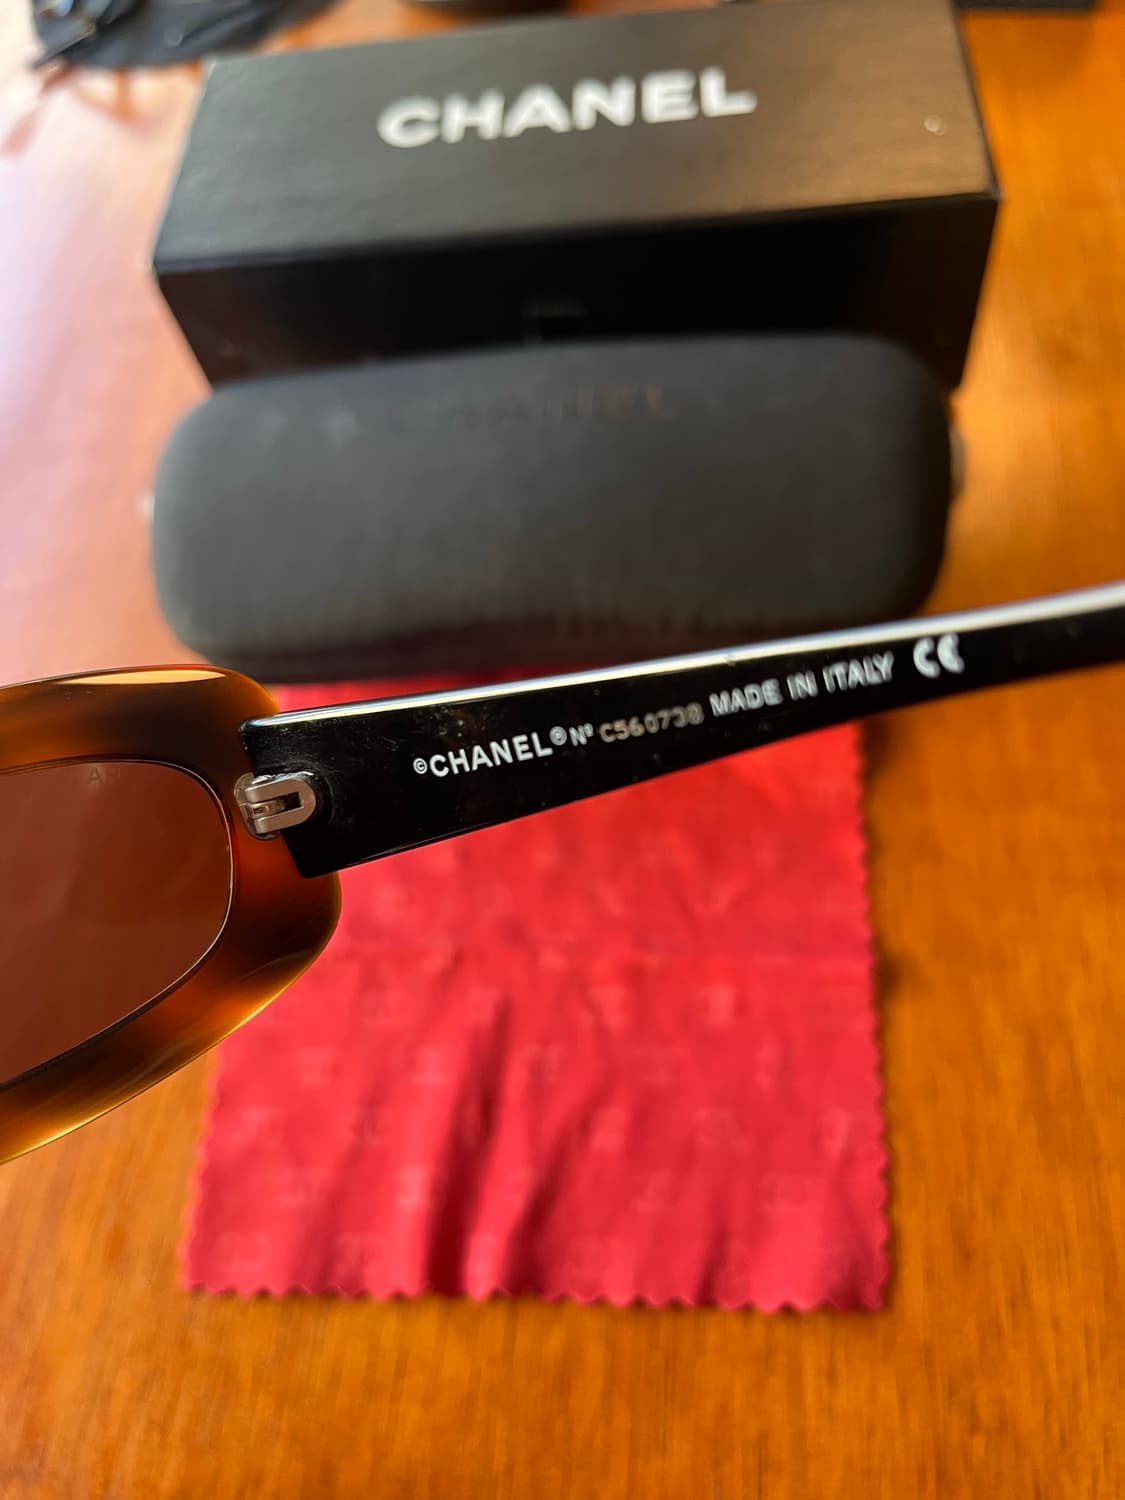 CHANEL
CHANEL
©CHANEL® Nº C560738 MADE IN ITALY CE